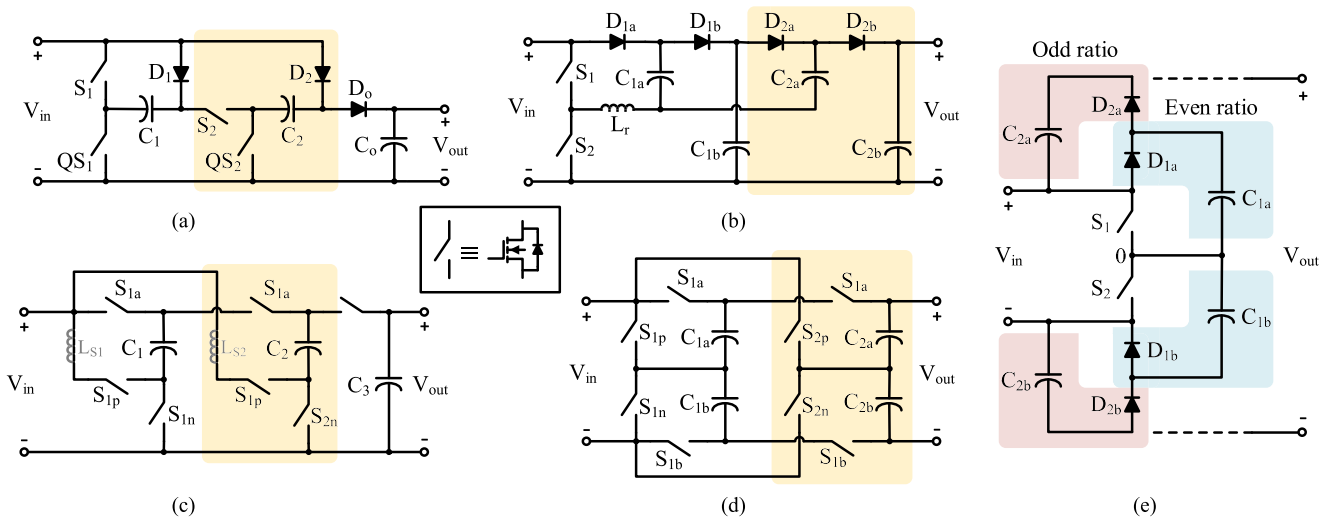 +
S1
D1
D2
Do
+
Vin
C1
S2
C2
Co
Vout
QS1
QS2
-
-
(a)
D1a
D1b
D2a
D2b
+
+
S1
C1a
C2a
Vin
Lr
Vout
S2
C1b
C2b
-
-
(b)
S1a
S1a
+
+
LS1
C1
LS2
C2
Vin
C3
Vout
S1p
S1p
S1n
S2n
-
-
(c)
≡
S1a
S1a
+
+
S1p
C1a
S2p
C2a
Vin
Vout
S1n
C1b
S2n
C2b
-
-
S1b
S1b
(d)
Odd ratio
+
D2a
Even ratio
C2a
D1a
+
C1a
S1
Vin
0
Vout
S2
-
C1b
D1b
C2b
D2b
-
(e)